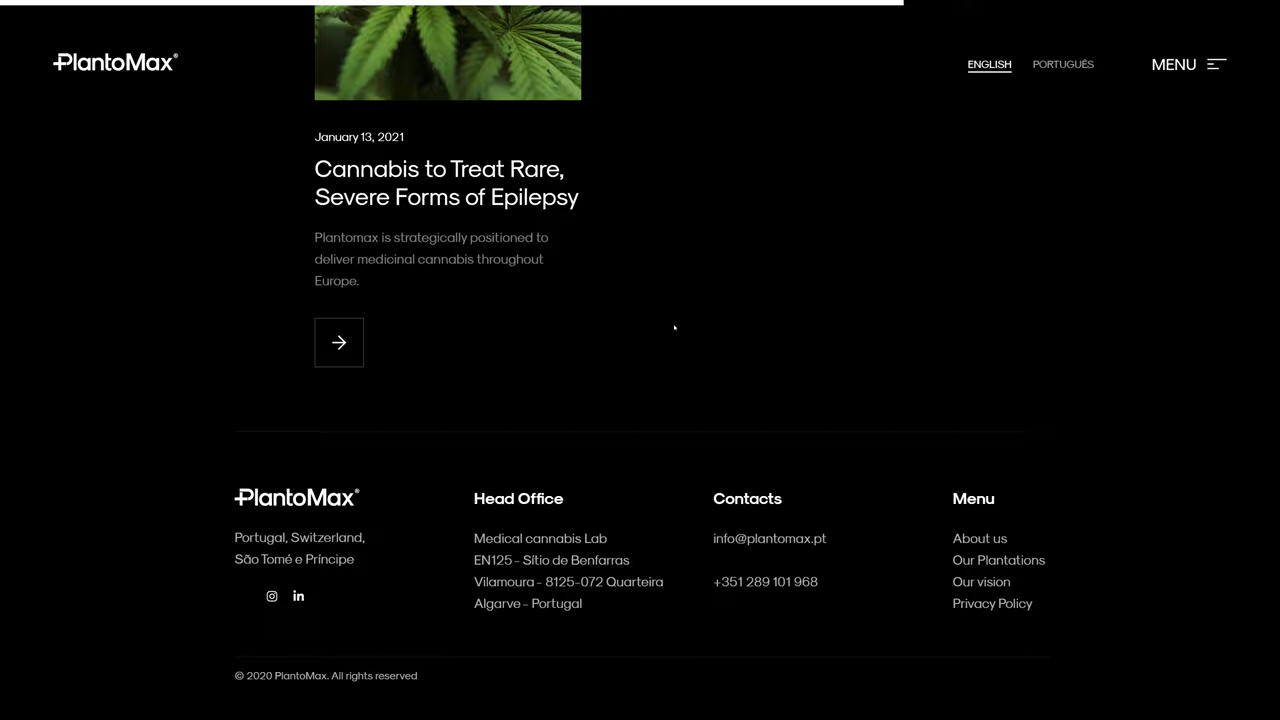 PlantoMax®
ENGLISH PORTUGUÊS MENU
January 13, 2021
Cannabis to Treat Rare,
Severe Forms of Epilepsy
Plantomax is strategically positioned to
deliver medicinal cannabis throughout
Europe.
PlantoMax®
Portugal, Switzerland,
São Tomé e Príncipe
in
Head Office
Medical cannabis Lab
EN125 - Sítio de Benfarras
Vilamoura - 8125-072 Quarteira
Algarve - Portugal
Contacts
info@plantomax.pt
+351 289 101 968
Menu
About us
Our Plantations
Our vision
Privacy Policy
© 2020 PlantoMax. All rights reserved